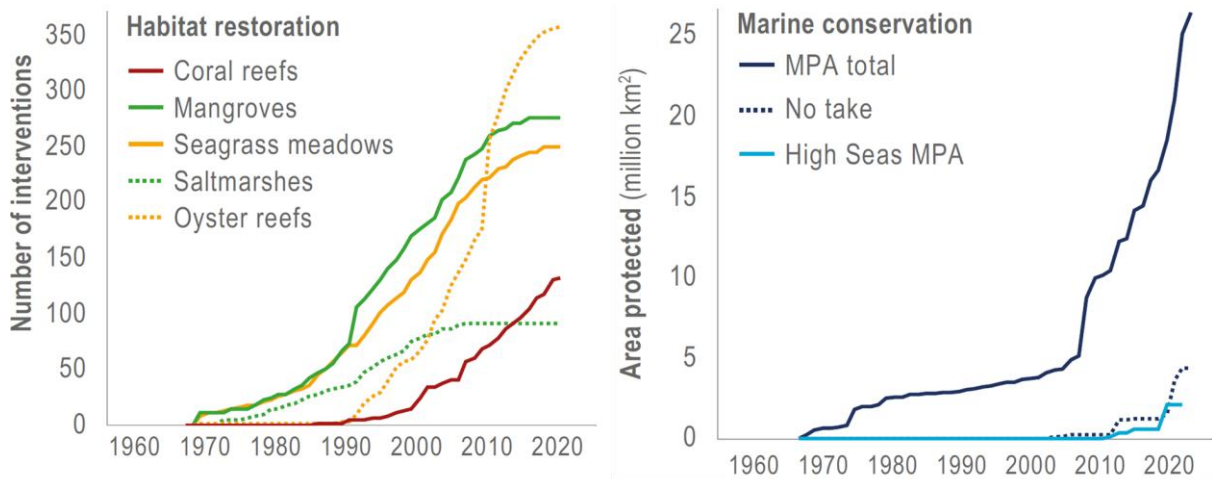 Habitat restoration
Coral reefs
Mangroves
Seagrass meadows
Saltmarshes
Oyster reefs
Number of interventions
350
300
250
200
150
100
50
0
1960 1970 1980 1990 2000 2010 2020
Marine conservation
MPA total
No take
High Seas MPA
Area protected (million km²)
25
20
15
10
5
0
1960 1970 1980 1990 2000 2010 2020